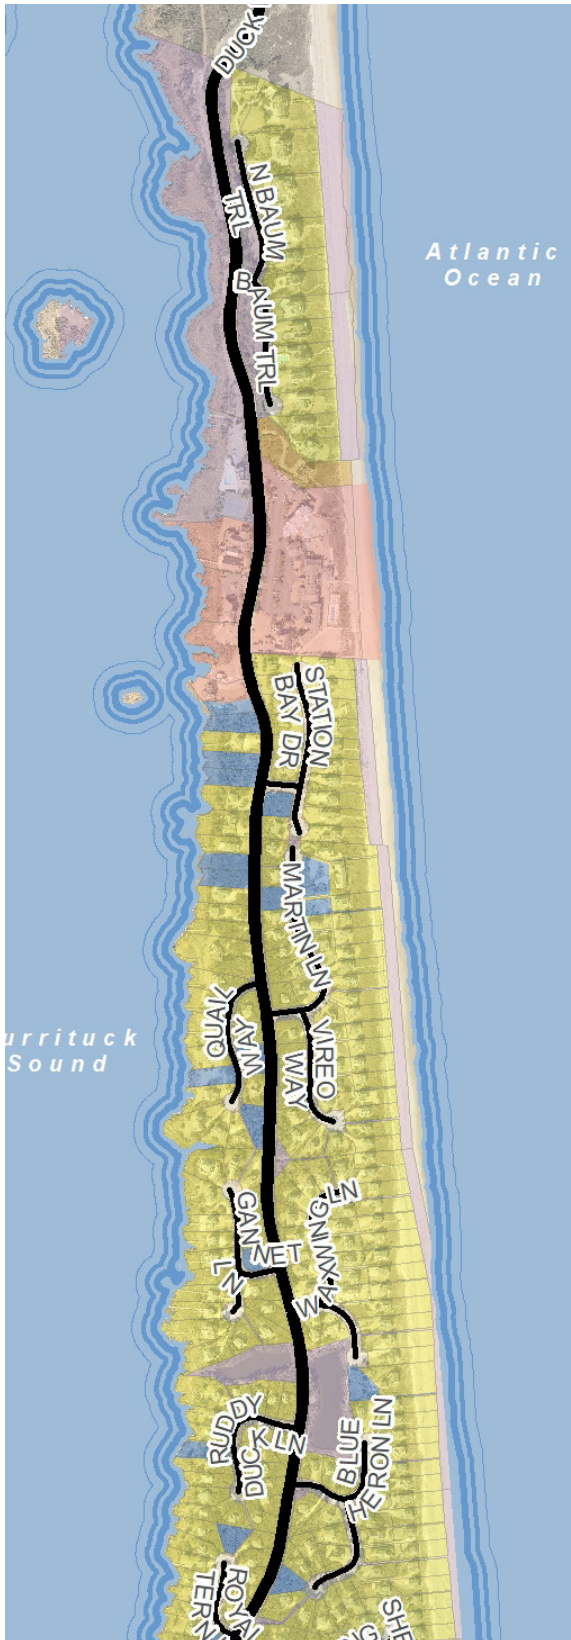 DUCK
N BAUM
TRL
Atlantic
Ocean
BAUM TRL
STATION
BAY DR
MARTIN LN
QUAIL
WAY
VIREO
WAY
urrituck
Sound
GANNET
LN
WAXWING LN
RUDDY
DUCK LN
BLUE
HERON LN
ROYAL
TERN